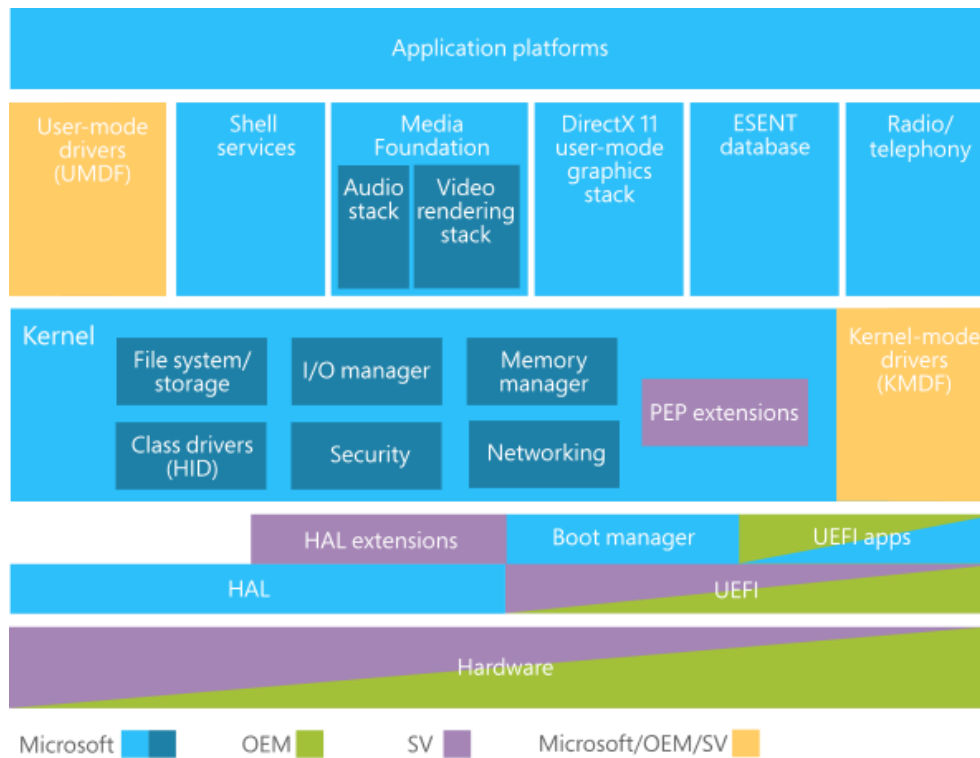 Application platforms
User-mode
drivers
(UMDF)
Shell
services
Media
Foundation
Audio
stack
Video
rendering
stack
DirectX 11
user-mode
graphics
stack
ESENT
database
Radio/
telephony
Kernel
File system/
storage
I/O manager
Memory
manager
PEP extensions
Class drivers
(HID)
Security
Networking
Kernel-mode
drivers
(KMDF)
HAL extensions
Boot manager
UEFI apps
HAL
UEFI
Hardware
Microsoft
OEM
SV
Microsoft/OEM/SV